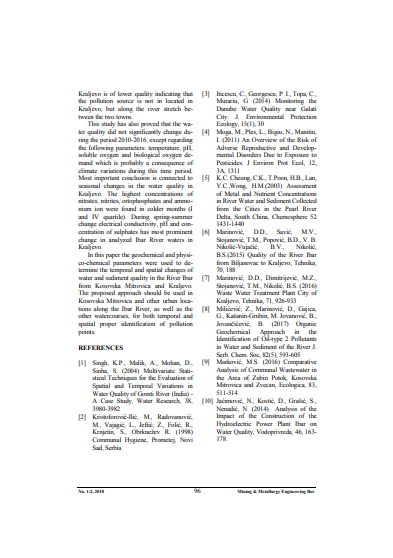 Kraljevo is of lower quality indicating that
the pollution source is not in located in
Kraljevo, but along the river stretch be-
tween the two towns.
This study has also proved that the wa-
ter quality did not significantly change du-
ring the period 2010-2016, except regarding
the following parameters: temperature, pH,
soluble oxygen and biological oxygen de-
mand which is probably a consequence of
climate variations during this time period.
Most important conclusion is connected to
seasonal changes in the water quality in
Kraljevo. The highest concentrations of
nitrates, nitrites, ortophosphates and ammo-
nium ion were found in colder months (I
and IV quartile). During spring-summer
change electrical conductivity, pH and con-
centration of sulphates has most prominent
change in analyzed Ibar River waters in
Kraljevo.
In this paper the geochemical and physi-
co-chemical parameters were used to de-
termine the temporal and spatial changes of
water and sediment quality in the River Ibar
from Kosovska Mitrovica and Kraljevo.
The proposed approach should be used in
Kosovska Mitrovica and other urban loca-
tions along the Ibar River, as well as the
other watercourses, for both temporal and
spatial proper identification of pollution
points.
REFERENCES
[1] Singh, K.P., Malik, A., Mohan, D.,
Sinha, S. (2004) Multivariate Stati-
stical Techniques for the Evaluation of
Spatial and Temporal Variations in
Water Quality of Gomti River (India) -
A Case Study, Water Research, 38,
3980-3982
[2] Kristoforović-Ilić, M., Radovanović,
M., Vajagić, L., Jeftić, Z., Folić, R.,
Krnjetin, S., Obrknežev R. (1998)
Communal Hygiene, Prometej, Novi
Sad, Serbia
[3] Iticescu, C., Georgescu, P. I., Topa, C.,
Murariu, G. (2014) Monitoring the
Danube Water Quality near Galati
City. J. Environmental Protection
Ecology, 15(1), 30
[4] Moga, M., Ples, L., Bigiu, N., Manitiu,
I. (2011) An Overview of the Risk of
Adverse Reproductive and Develop-
mental Disorders Due to Exposure to
Pesticides. J Environ Prot Ecol, 12,
3A, 1311
[5] K.C. Cheung, C.K., T.Poon, H.B., Lan,
Y.C.,Wong, H.M.(2003) Assessment
of Metal and Nutrient Concentrations
in River Water and Sediment Collected
from the Cities in the Pearl River
Delta, South China, Chemosphere 52
1431-1440
[6] Marinović, D.D., Savić, M.V.,
Stojanović, T.M., Popović, B.D., V. B.
Nikolić-Vujačić, B.V., Nikolić,
B.S.(2015) Quality of the River Ibar
from Biljanovac to Kraljevo, Tehnika,
70, 188
[7] Marinović, D.D., Dimitrijević, M.Z.,
Stojanović, T.M., Nikolić, B.S. (2016)
Waste Water Treatment Plant City of
Kraljevo, Tehnika, 71, 926-933
[8] Milićević, Z., Marinović, D., Gajica,
G., Kašanin-Grubin, M. Jovanović, B.,
Jovančićević, B. (2017) Organic
Geochemical Approach in the
Identification of Oil-type 2 Pollutants
in Water and Sediment of the River J.
Serb. Chem. Soc, 82(5), 593-605
[9] Marković, M.S. (2016) Comparative
Analysis of Communal Wastewater in
the Area of Zubin Potok, Kosovska
Mitrovica and Zvecan, Ecologica, 83,
511-514
[10] Jaćimović, N., Kostić, D., Grašić, S.,
Nenadić, N. (2014) Analysis of the
Impact of the Construction of the
Hydroelectric Power Plant Ibar on
Water Quality, Vodoprivreda, 46, 163-
178.
No. 1-2, 2018 96 Mining & Metallurgy Engineering Bor